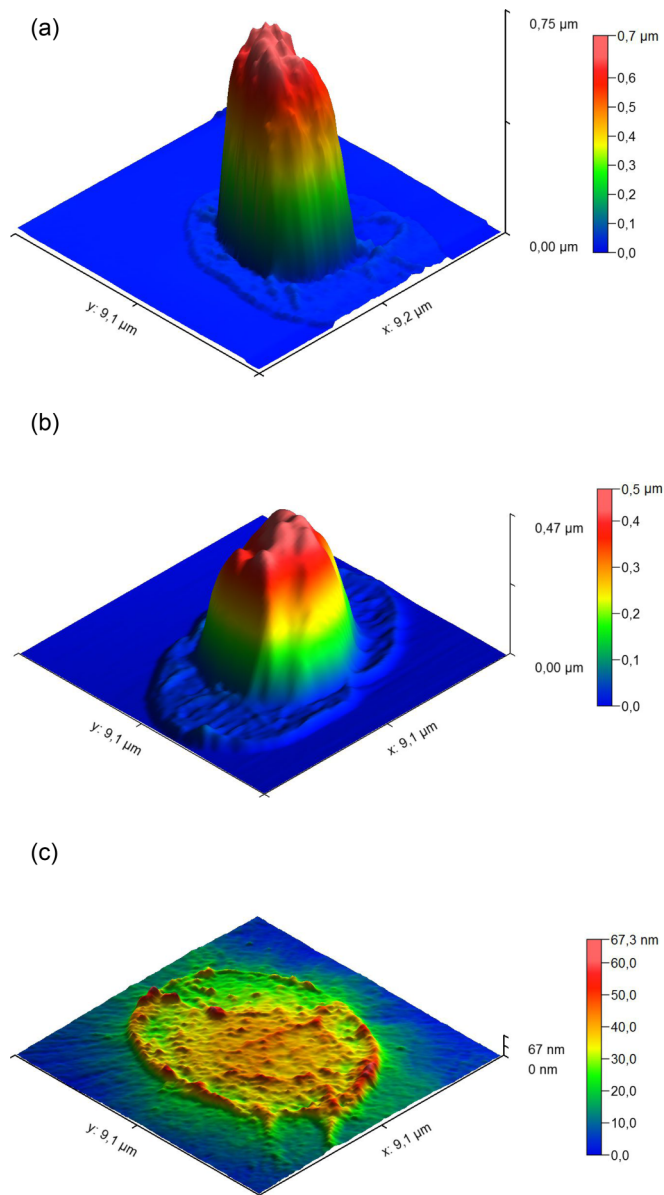 (a)
0,75 µm
0,00 µm
y: 9,1 µm
x: 9,2 µm
0,7 µm
0,6
0,5
0,4
0,3
0,2
0,1
0,0
(b)
0,47 µm
0,00 µm
y: 9,1 µm
x: 9,1 µm
0,5 µm
0,4
0,3
0,2
0,1
0,0
(c)
67 nm
0 nm
y: 9,1 µm
x: 9,1 µm
67,3 nm
60,0
50,0
40,0
30,0
20,0
10,0
0,0